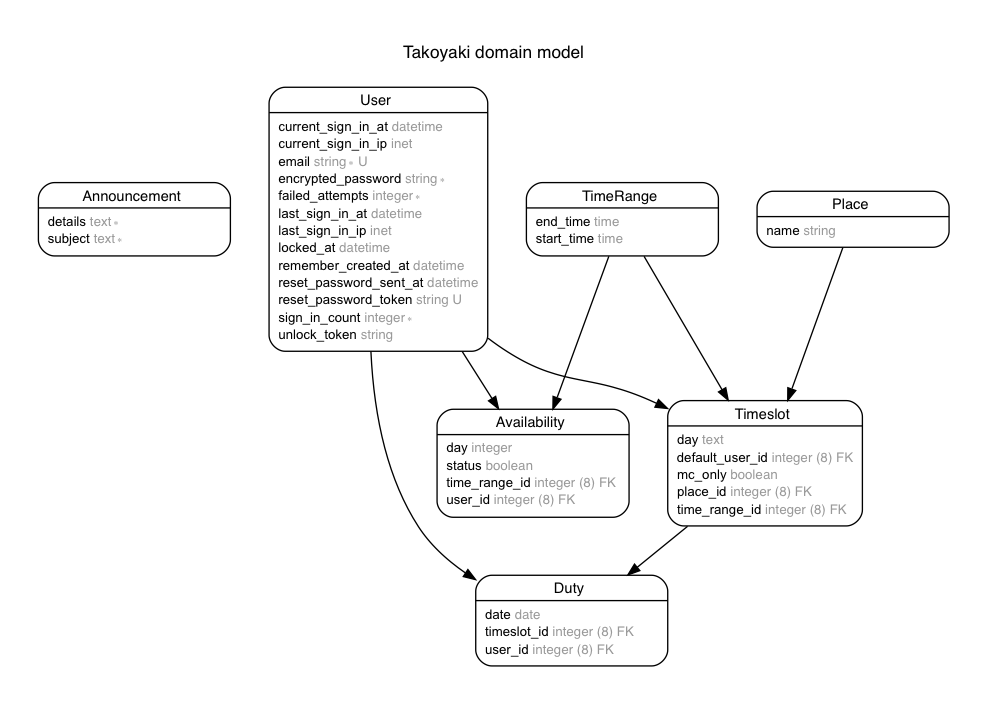 Takoyaki domain model
User
current_sign_in_at datetime
current_sign_in_ip inet
email string * U
encrypted_password string *
failed_attempts integer *
last_sign_in_at datetime
last_sign_in_ip inet
locked_at datetime
remember_created_at datetime
reset_password_sent_at datetime
reset_password_token string U
sign_in_count integer *
unlock_token string
Announcement
details text *
subject text *
TimeRange
end_time time
start_time time
Place
name string
Availability
day integer
status boolean
time_range_id integer (8) FK
user_id integer (8) FK
Timeslot
day text
default_user_id integer (8) FK
mc_only boolean
place_id integer (8) FK
time_range_id integer (8) FK
Duty
date date
timeslot_id integer (8) FK
user_id integer (8) FK